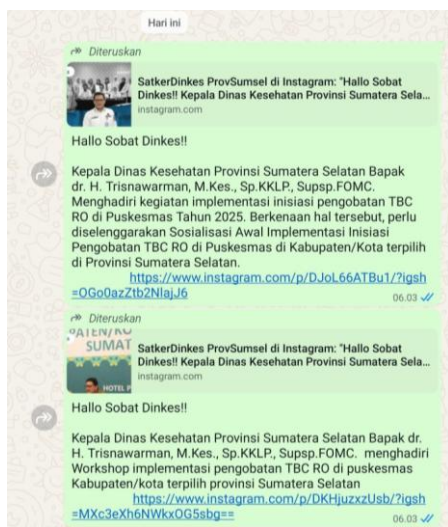 Hari ini
Diteruskan
SatkerDinkes ProvSumsel di Instagram: "Hallo Sobat
Dinkes!! Kepala Dinas Kesehatan Provinsi Sumatera Sela...
instagram.com
Hallo Sobat Dinkes!!
Kepala Dinas Kesehatan Provinsi Sumatera Selatan Bapak
dr. H. Trisnawarman, M.Kes., Sp.KKLP., Supsp.FOMC.
Menghadiri kegiatan implementasi inisiasi pengobatan TBC
RO di Puskesmas Tahun 2025. Berkenaan hal tersebut, perlu
diselenggarakan Sosialisasi Awal Implementasi Inisiasi
Pengobatan TBC RO di Puskesmas di Kabupaten/Kota terpilih
di Provinsi Sumatera Selatan.
https://www.instagram.com/p/DJoL66ATBu1/?igsh
=OGo0azZtb2NlajJ6
06.03
Diteruskan
PATEN/KO
SUMAT
HOTEL P
SatkerDinkes ProvSumsel di Instagram: "Hallo Sobat
Dinkes!! Kepala Dinas Kesehatan Provinsi Sumatera Sela...
instagram.com
Hallo Sobat Dinkes!!
Kepala Dinas Kesehatan Provinsi Sumatera Selatan Bapak dr.
H. Trisnawarman, M.Kes., Sp.KKLP., Supsp.FOMC. menghadiri
Workshop implementasi pengobatan TBC RO di puskesmas
Kabupaten/kota terpilih provinsi Sumatera Selatan
https://www.instagram.com/p/DKHjuzxzUsb/?igsh
=MXc3eXh6NWkxOG5sbg==
06.03